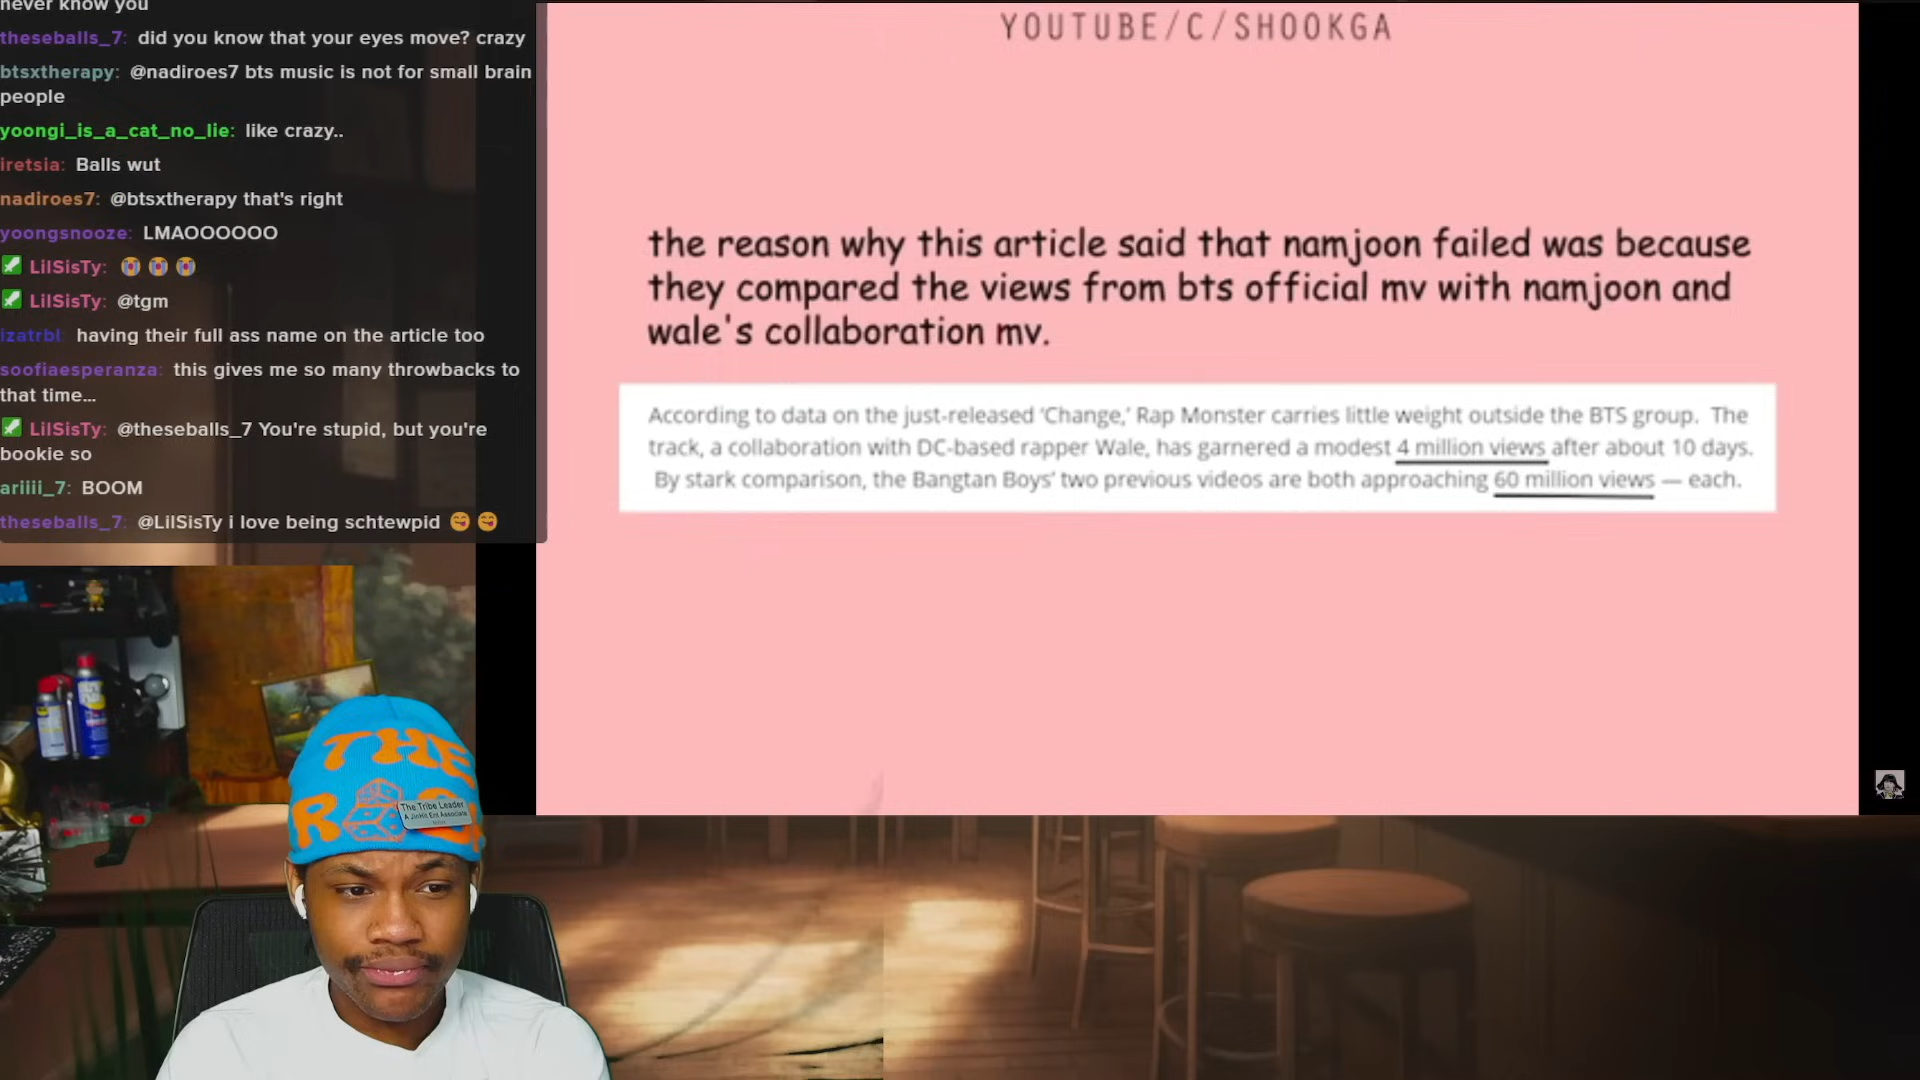 never know you
theseballs_7: did you know that your eyes move? crazy
btsxtherapy: @nadiroes7 bts music is not for small brain
people
yoongi_is_a_cat_no_lie: like crazy..
iretsia: Balls wut
nadiroes7: @btsxtherapy that's right
yoongsnooze: LMAOOOOOO
LilSisTy: 😭 😭 😭
LilSisTy: @tgm
izatrbl: having their full ass name on the article too
soofiaesperanza: this gives me so many throwbacks to
that time...
LilSisTy: @theseballs_7 You're stupid, but you're
bookie so
ariiii_7: BOOM
theseballs_7: @LilSisTy i love being schtewpid 😋 😋
YOUTUBE/C/SHOOKGA
the reason why this article said that namjoon failed was because
they compared the views from bts official mv with namjoon and
wale's collaboration mv.
According to data on the just-released ‘Change,’ Rap Monster carries little weight outside the BTS group. The
track, a collaboration with DC-based rapper Wale, has garnered a modest 4 million views after about 10 days.
By stark comparison, the Bangtan Boys’ two previous videos are both approaching 60 million views — each.
THE
The Tribe Leader
A JinHit Ent Associate